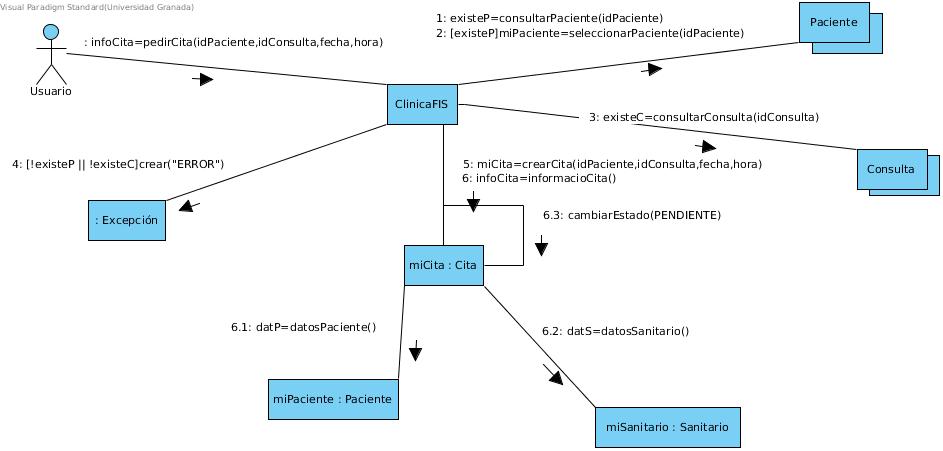 Visual Paradigm Standard(Universidad Granada)
1: existeP=consultarPaciente(idPaciente)
2: [existeP]miPaciente=seleccionarPaciente(idPaciente)
Paciente
: infoCita=pedirCita(idPaciente,idConsulta,fecha,hora)
Usuario
ClinicaFIS
3: existeC=consultarConsulta(idConsulta)
4: [!existeP || !existeC]crear("ERROR")
5: miCita=crearCita(idPaciente,idConsulta,fecha,hora)
6: infoCita=informacioCita()
Consulta
: Excepción
6.3: cambiarEstado(PENDIENTE)
miCita : Cita
6.1: datP=datosPaciente()
6.2: datS=datosSanitario()
miPaciente : Paciente
miSanitario : Sanitario